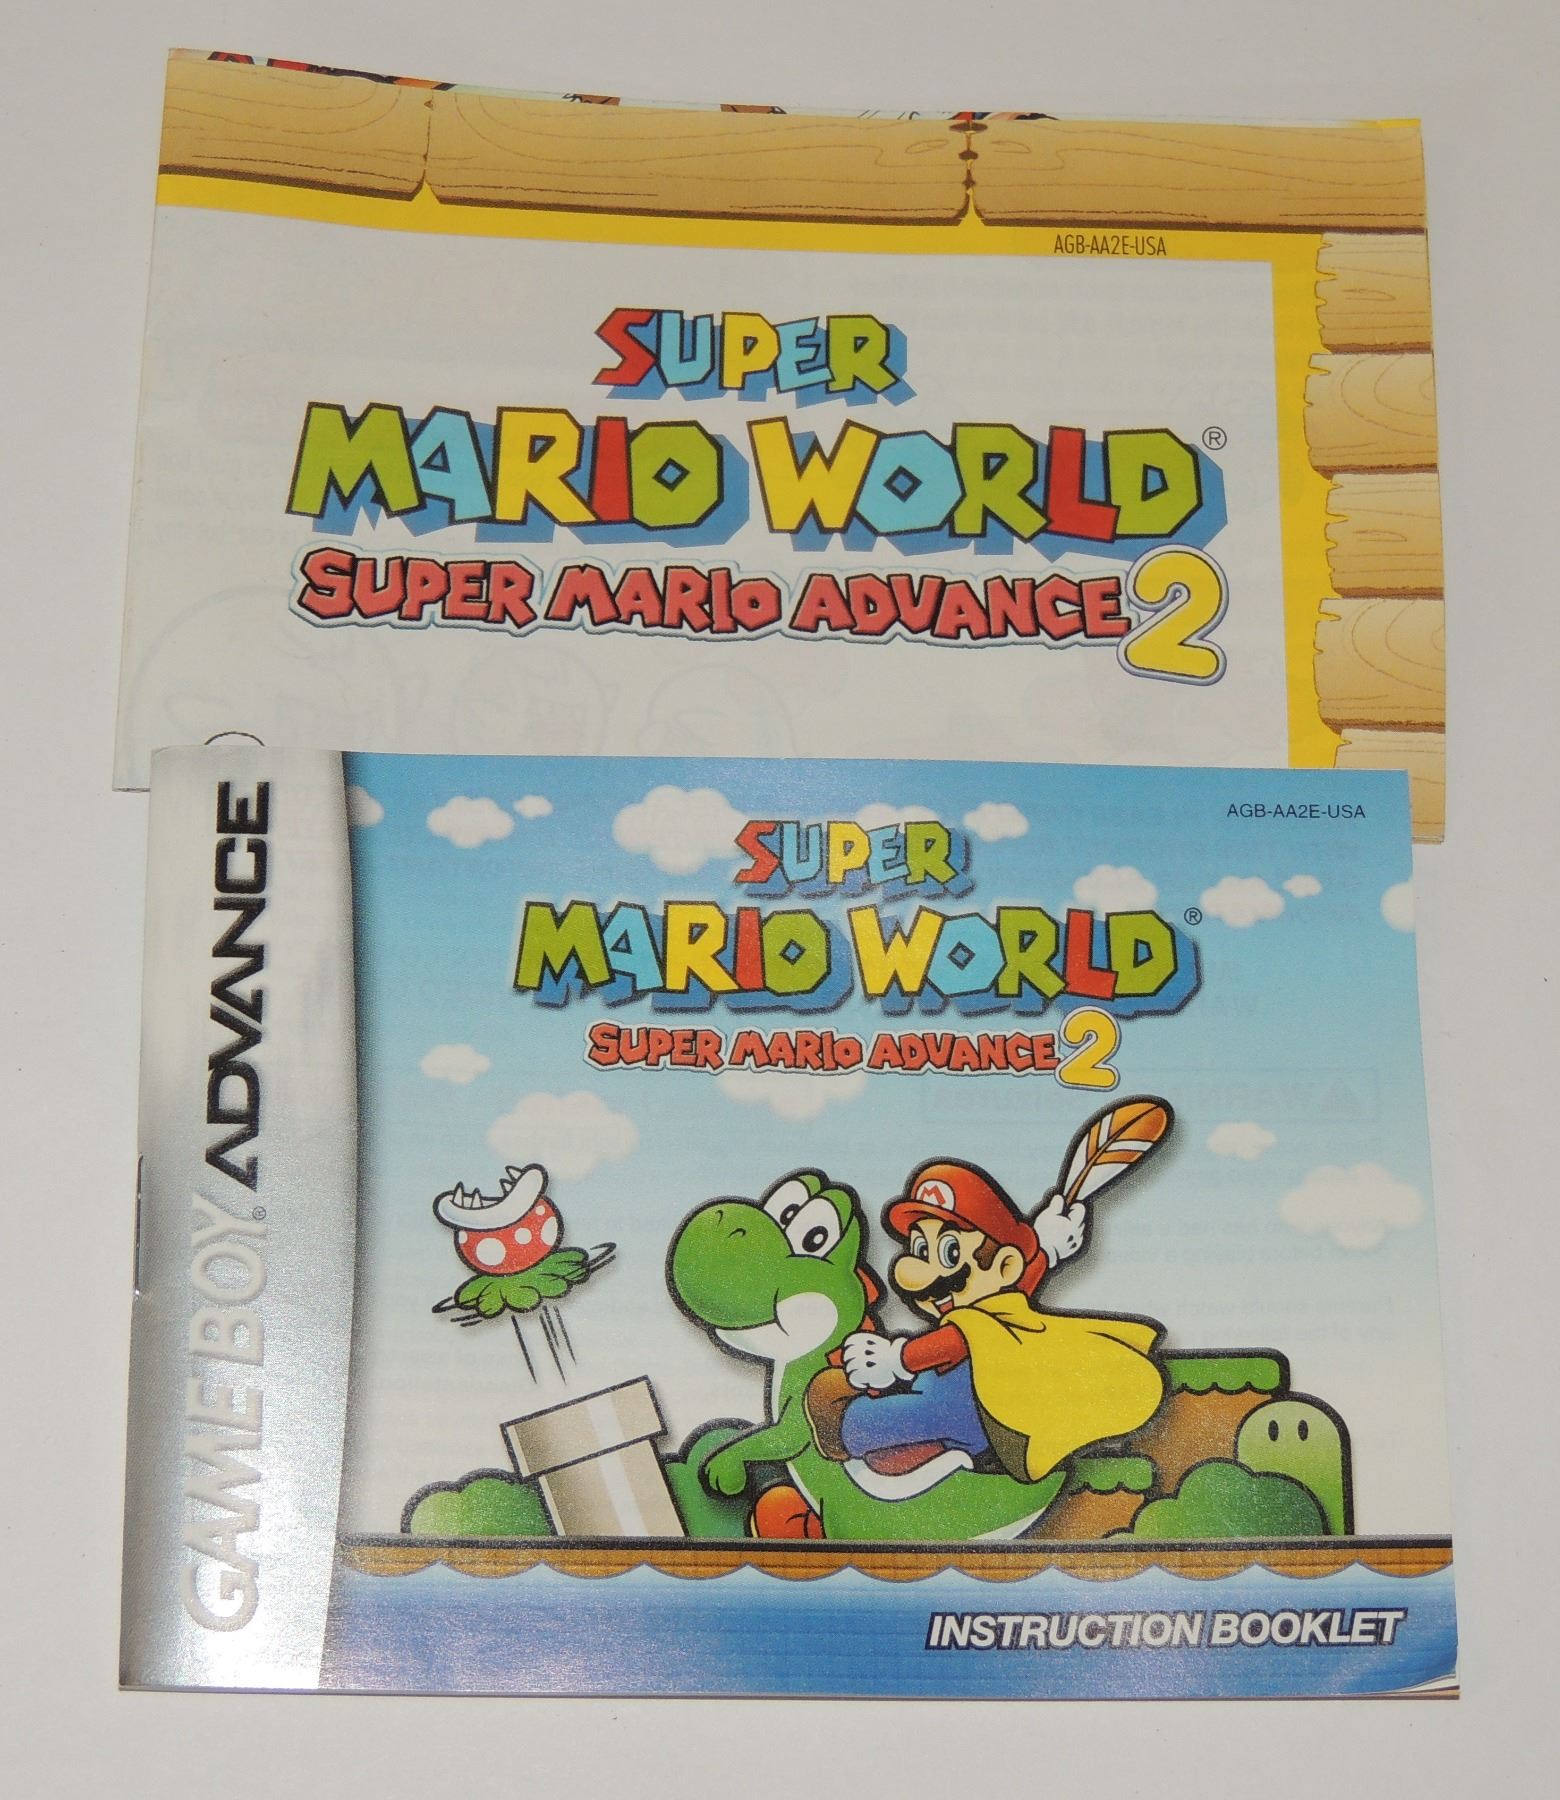 AGB-AA2E-USA
SUPER
MARIO WORLD®
SUPER MARIO ADVANCE 2
GAME BOY® ADVANCE
AGB-AA2E-USA
SUPER
MARIO WORLD®
SUPER MARIO ADVANCE 2
M
INSTRUCTION BOOKLET